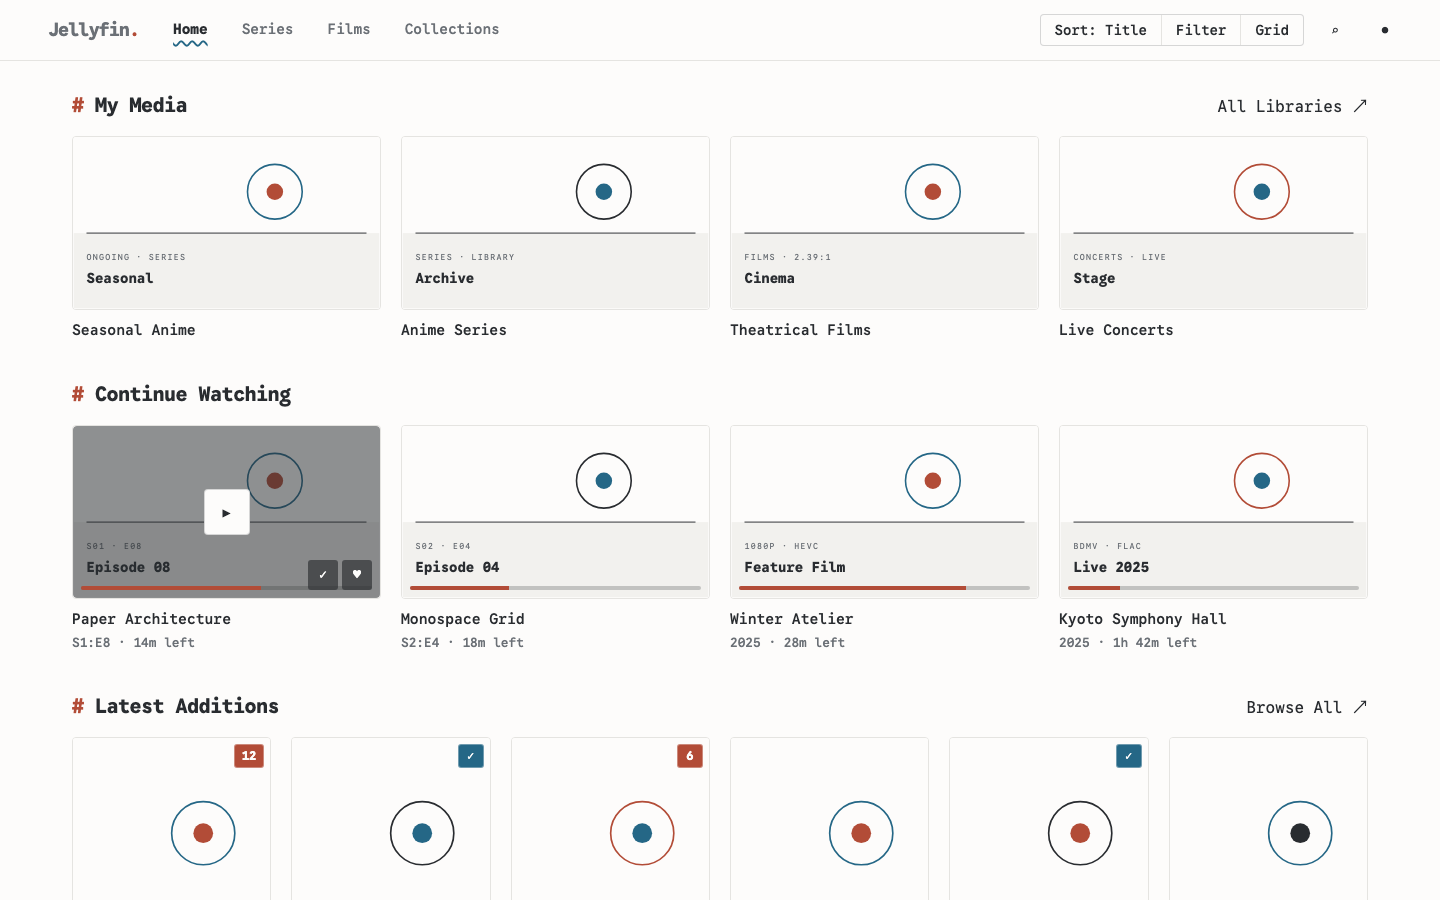 Jellyfin. Home Series Films Collections Sort: Title Filter Grid
# My Media All Libraries ↗
ONGOING · SERIES
Seasonal
Seasonal Anime
SERIES · LIBRARY
Archive
Anime Series
FILMS · 2.39:1
Cinema
Theatrical Films
CONCERTS · LIVE
Stage
Live Concerts
# Continue Watching
S01 · E08
Episode 08
Paper Architecture
S1:E8 · 14m left
S02 · E04
Episode 04
Monospace Grid
S2:E4 · 18m left
1080P · HEVC
Feature Film
Winter Atelier
2025 · 28m left
BDMV · FLAC
Live 2025
Kyoto Symphony Hall
2025 · 1h 42m left
# Latest Additions Browse All ↗
12
✓
6
✓